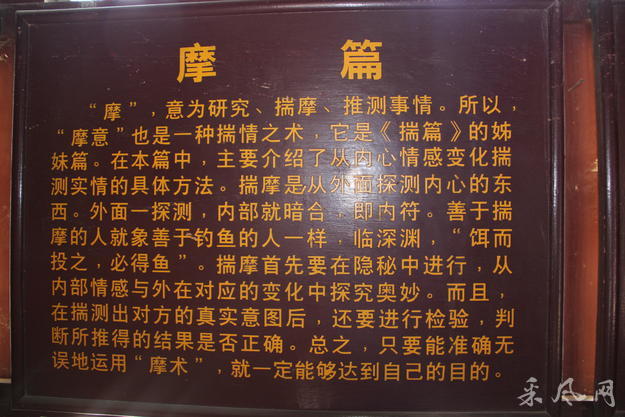 摩 篇
“摩”，意为研究、揣摩、推测事情。所以，
“摩意”也是一种揣情之术，它是《揣篇》的姊
妹篇。在本篇中，主要介绍了从内心情感变化揣
测实情的具体方法。揣摩是从外面探测内心的东
西。外面一探测，内部就暗合，即内符。善于揣
摩的人就象善于钓鱼的人一样，临深渊，“饵而
投之，必得鱼”。揣摩首先要在隐秘中进行，从
内部情感与外在对应的变化中探究奥妙。而且，
在揣测出对方的真实意图后，还要进行检验，判
断所推得的结果是否正确。总之，只要能准确无
误地运用“摩术”，就一定能够达到自己的目的。
采风网